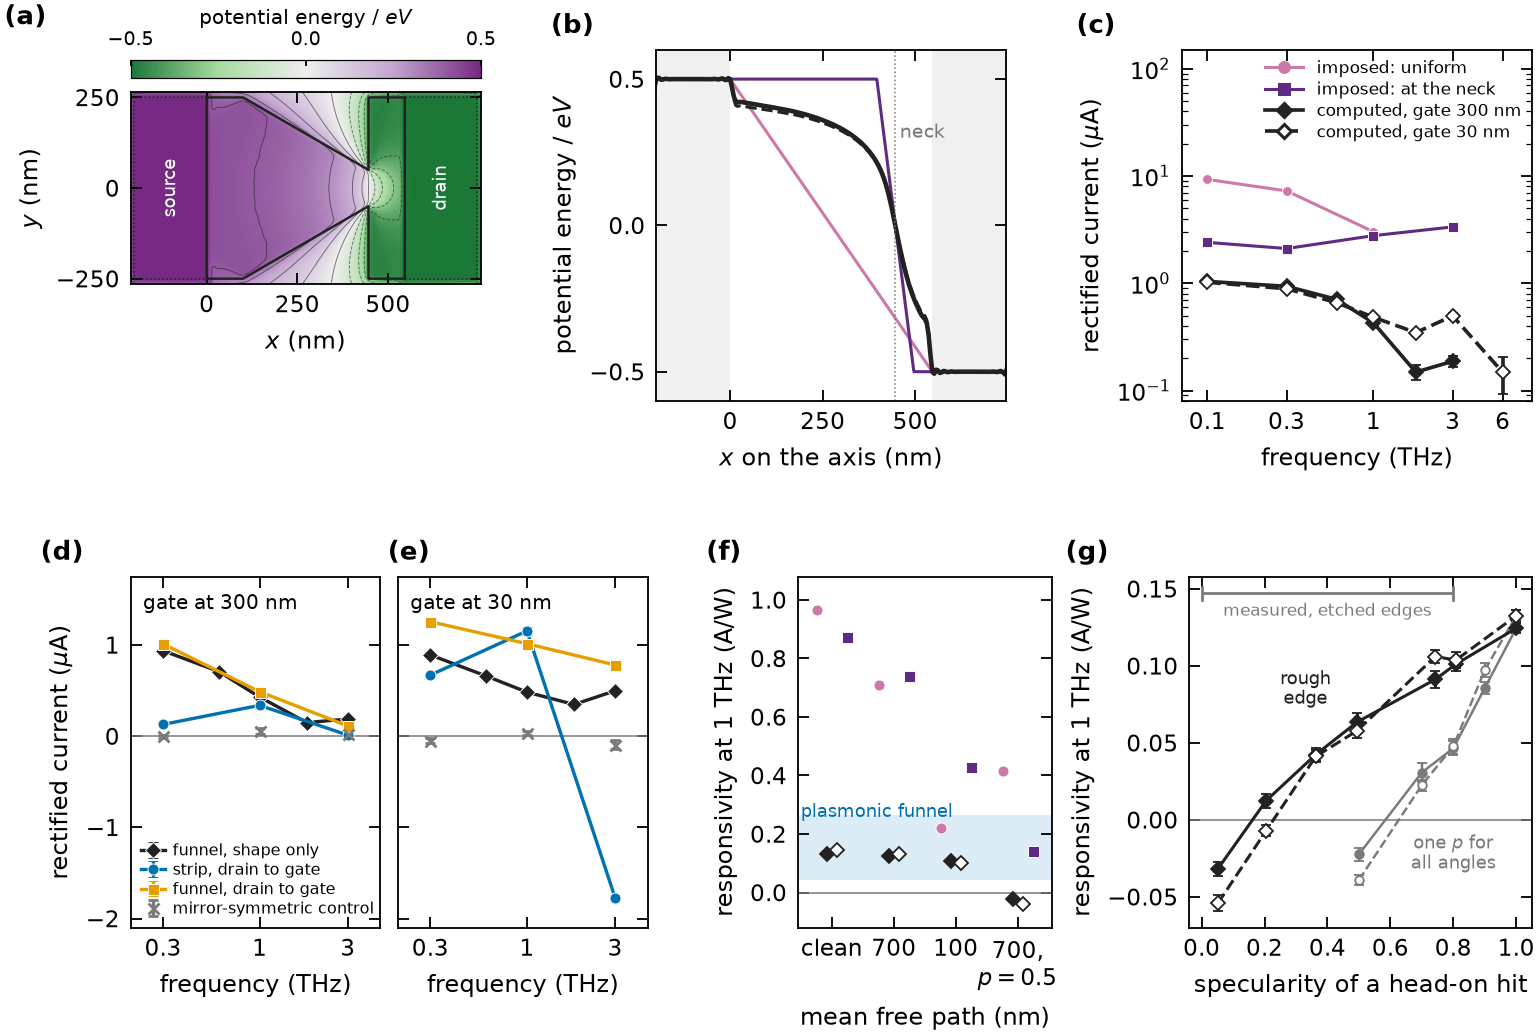 (a)
potential energy / eV
−0.5 0.0 0.5
250
0
−250
y (nm)
source
drain
0 250 500
x (nm)
(b)
potential energy / eV
0.5
0.0
−0.5
neck
0 250 500
x on the axis (nm)
(c)
rectified current (μA)
10² 
10¹
10⁰
10⁻¹
imposed: uniform
imposed: at the neck
computed, gate 300 nm
computed, gate 30 nm
0.1 0.3 1 3 6
frequency (THz)
(d)
gate at 300 nm
rectified current (μA)
1
0
−1
−2
funnel, shape only
strip, drain to gate
funnel, drain to gate
mirror-symmetric control
0.3 1 3
frequency (THz)
(e)
gate at 30 nm
0.3 1 3
frequency (THz)
(f)
responsivity at 1 THz (A/W)
1.0
0.8
0.6
0.4
0.2
0.0
plasmonic funnel
clean 700 100 700,
p = 0.5
mean free path (nm)
(g)
responsivity at 1 THz (A/W)
0.15
0.10
0.05
0.00
−0.05
measured, etched edges
rough
edge
one p for
all angles
0.0 0.2 0.4 0.6 0.8 1.0
specularity of a head-on hit